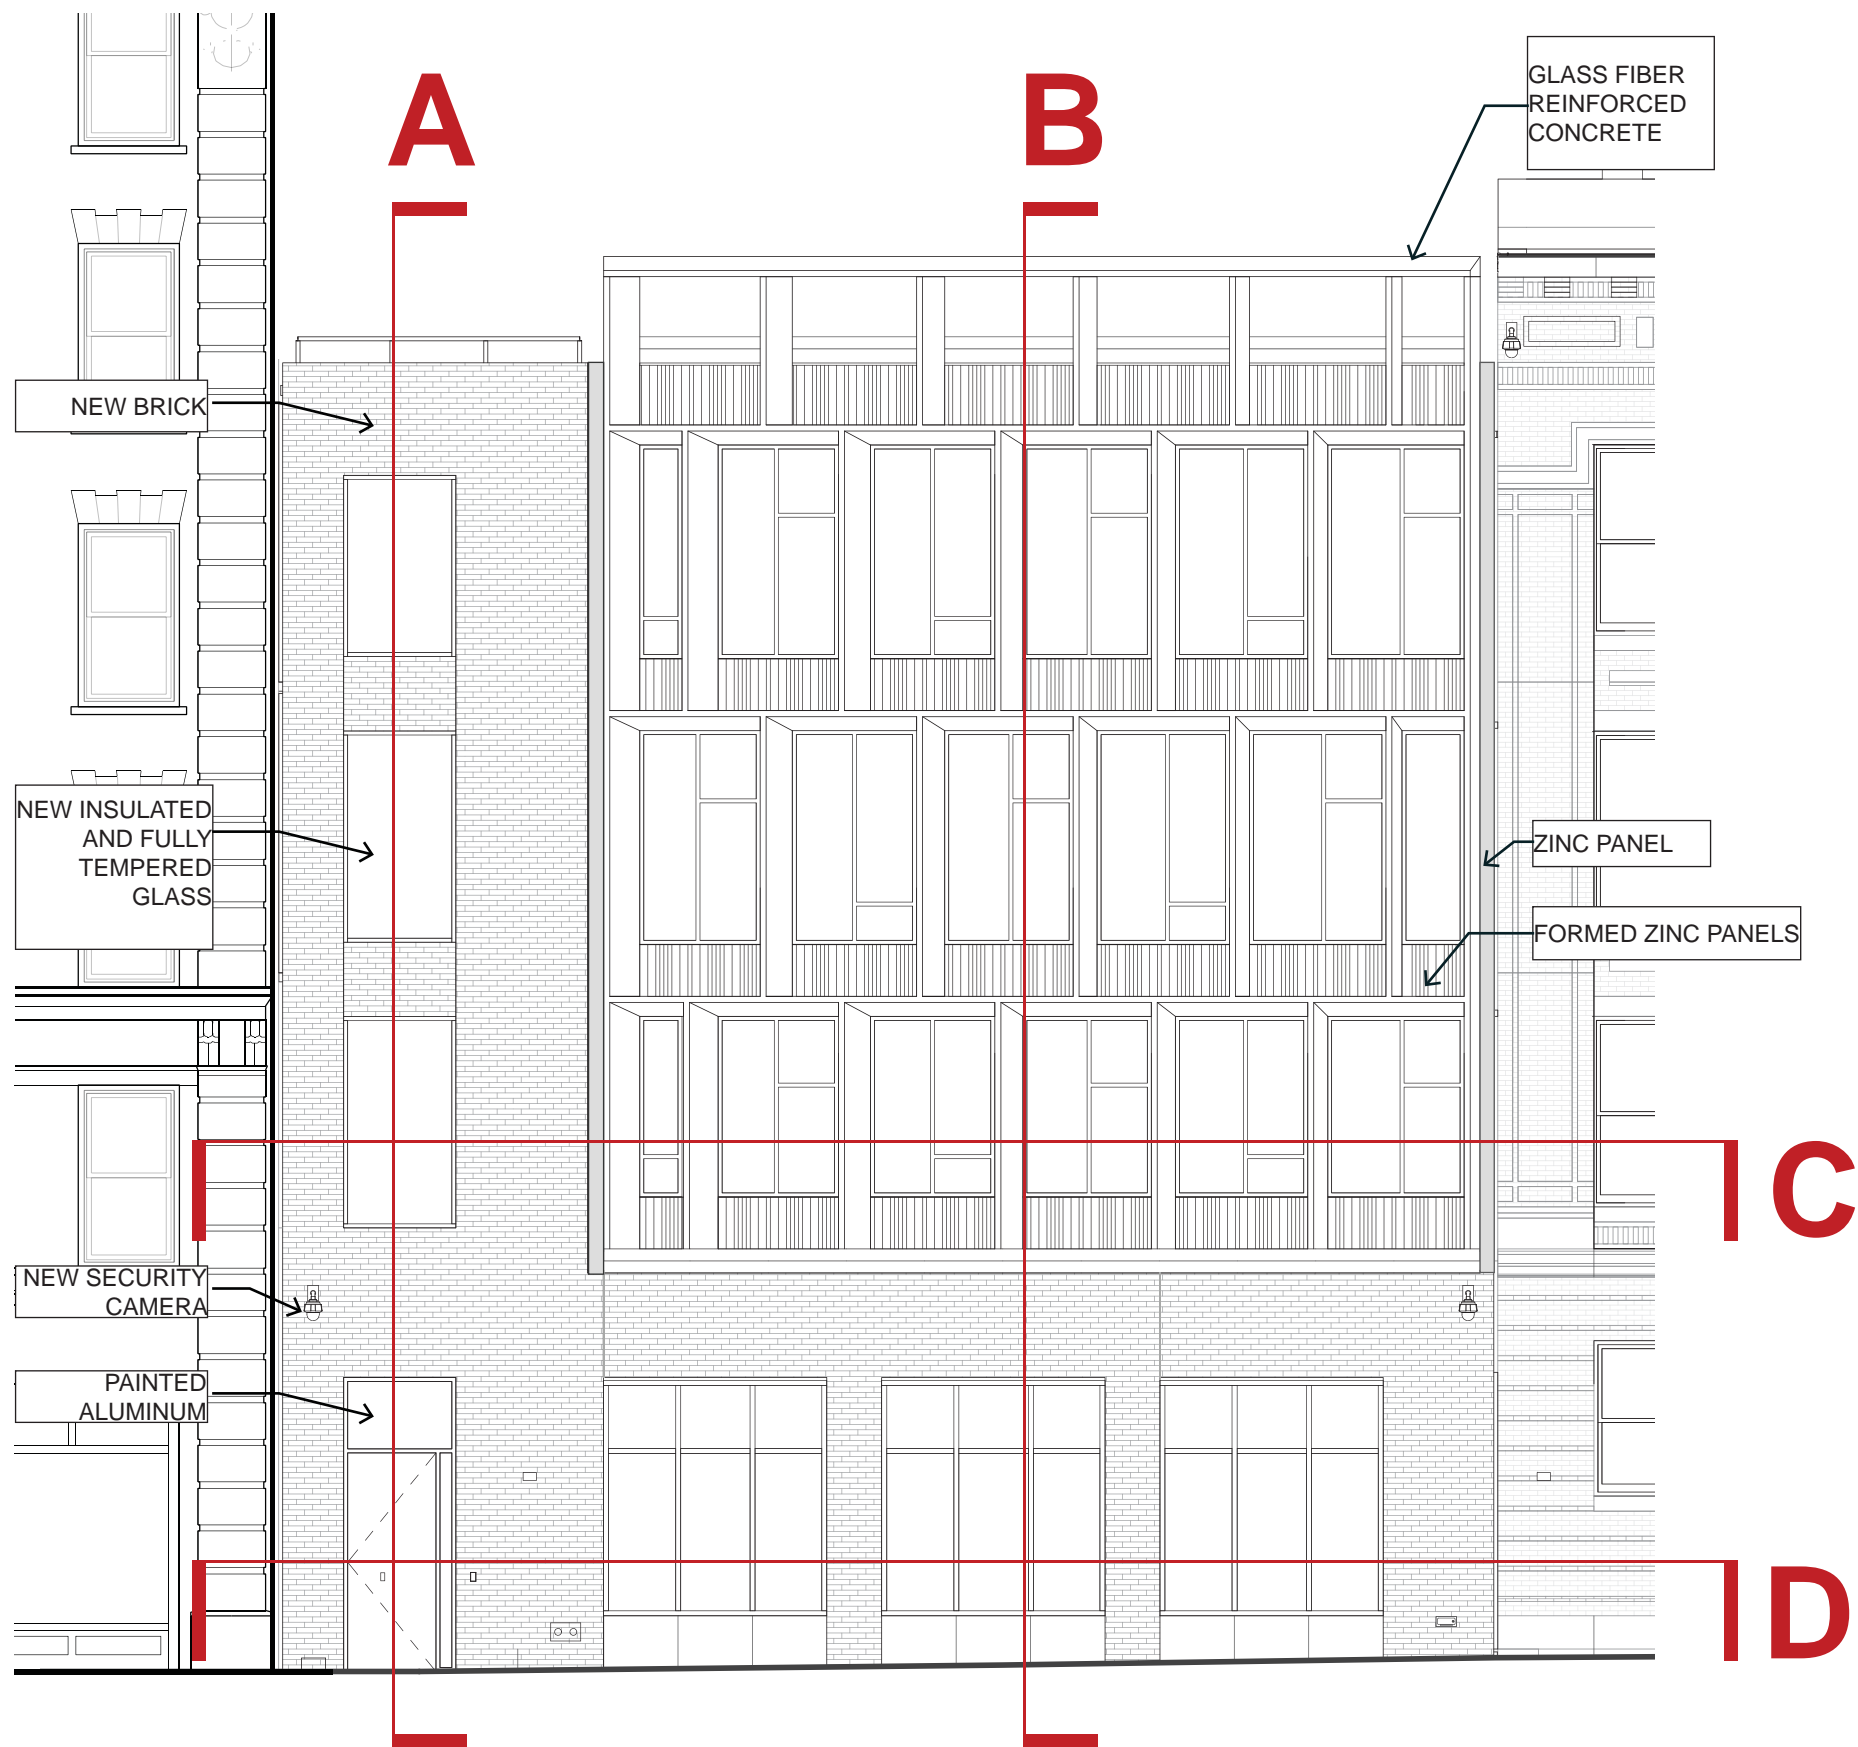 A
B
GLASS FIBER
REINFORCED
CONCRETE
NEW BRICK
NEW INSULATED
AND FULLY
TEMPERED
GLASS
ZINC PANEL
FORMED ZINC PANELS
C
NEW SECURITY
CAMERA
PAINTED
ALUMINUM
D